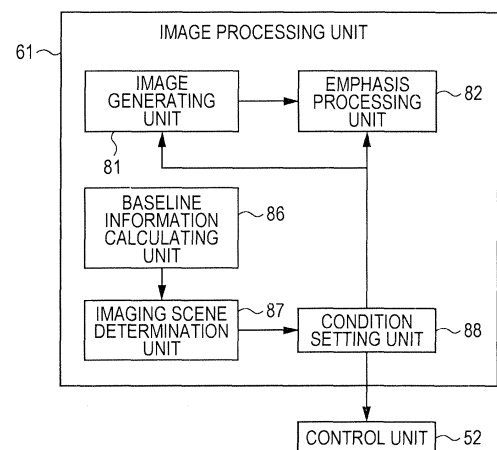 IMAGE PROCESSING UNIT
61
IMAGE
GENERATING
UNIT
81
EMPHASIS
PROCESSING
UNIT
82
BASELINE
INFORMATION
CALCULATING
UNIT
86
IMAGING SCENE
DETERMINATION
UNIT
87
CONDITION
SETTING UNIT
88
CONTROL UNIT
52